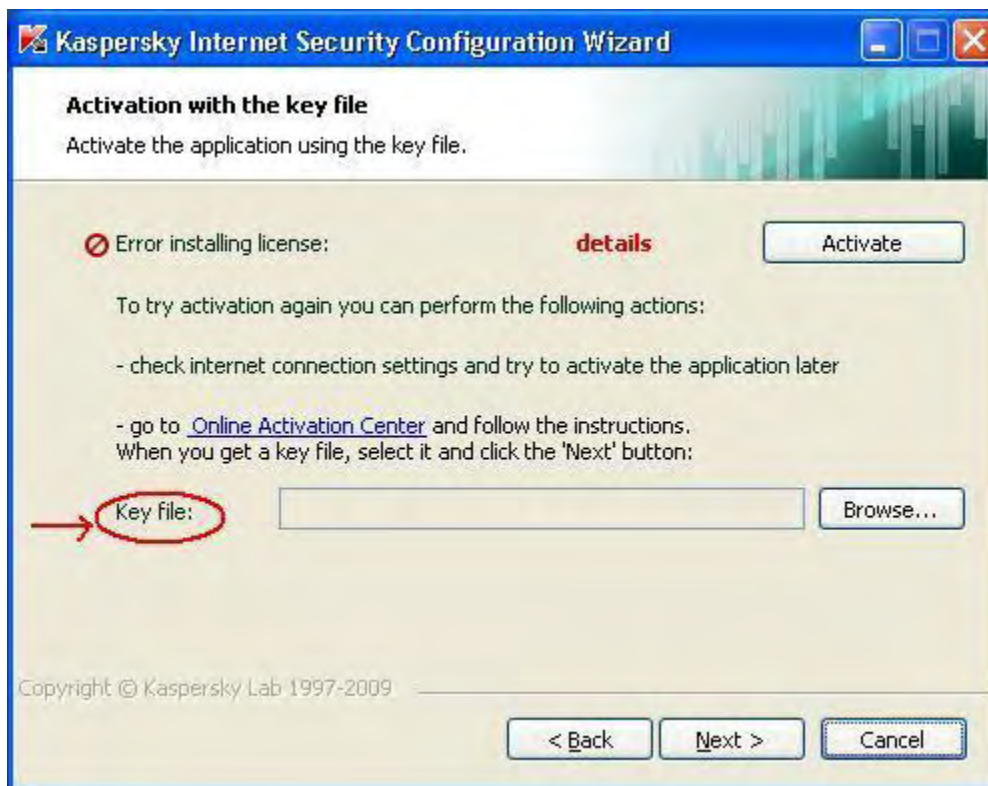 Kaspersky Internet Security Configuration Wizard
Activation with the key file
Activate the application using the key file.
Error installing license: details Activate
To try activation again you can perform the following actions:
- check internet connection settings and try to activate the application later
- go to Online Activation Center and follow the instructions.
When you get a key file, select it and click the 'Next' button:
Key file: Browse...
Copyright © Kaspersky Lab 1997-2009
< Back Next > Cancel